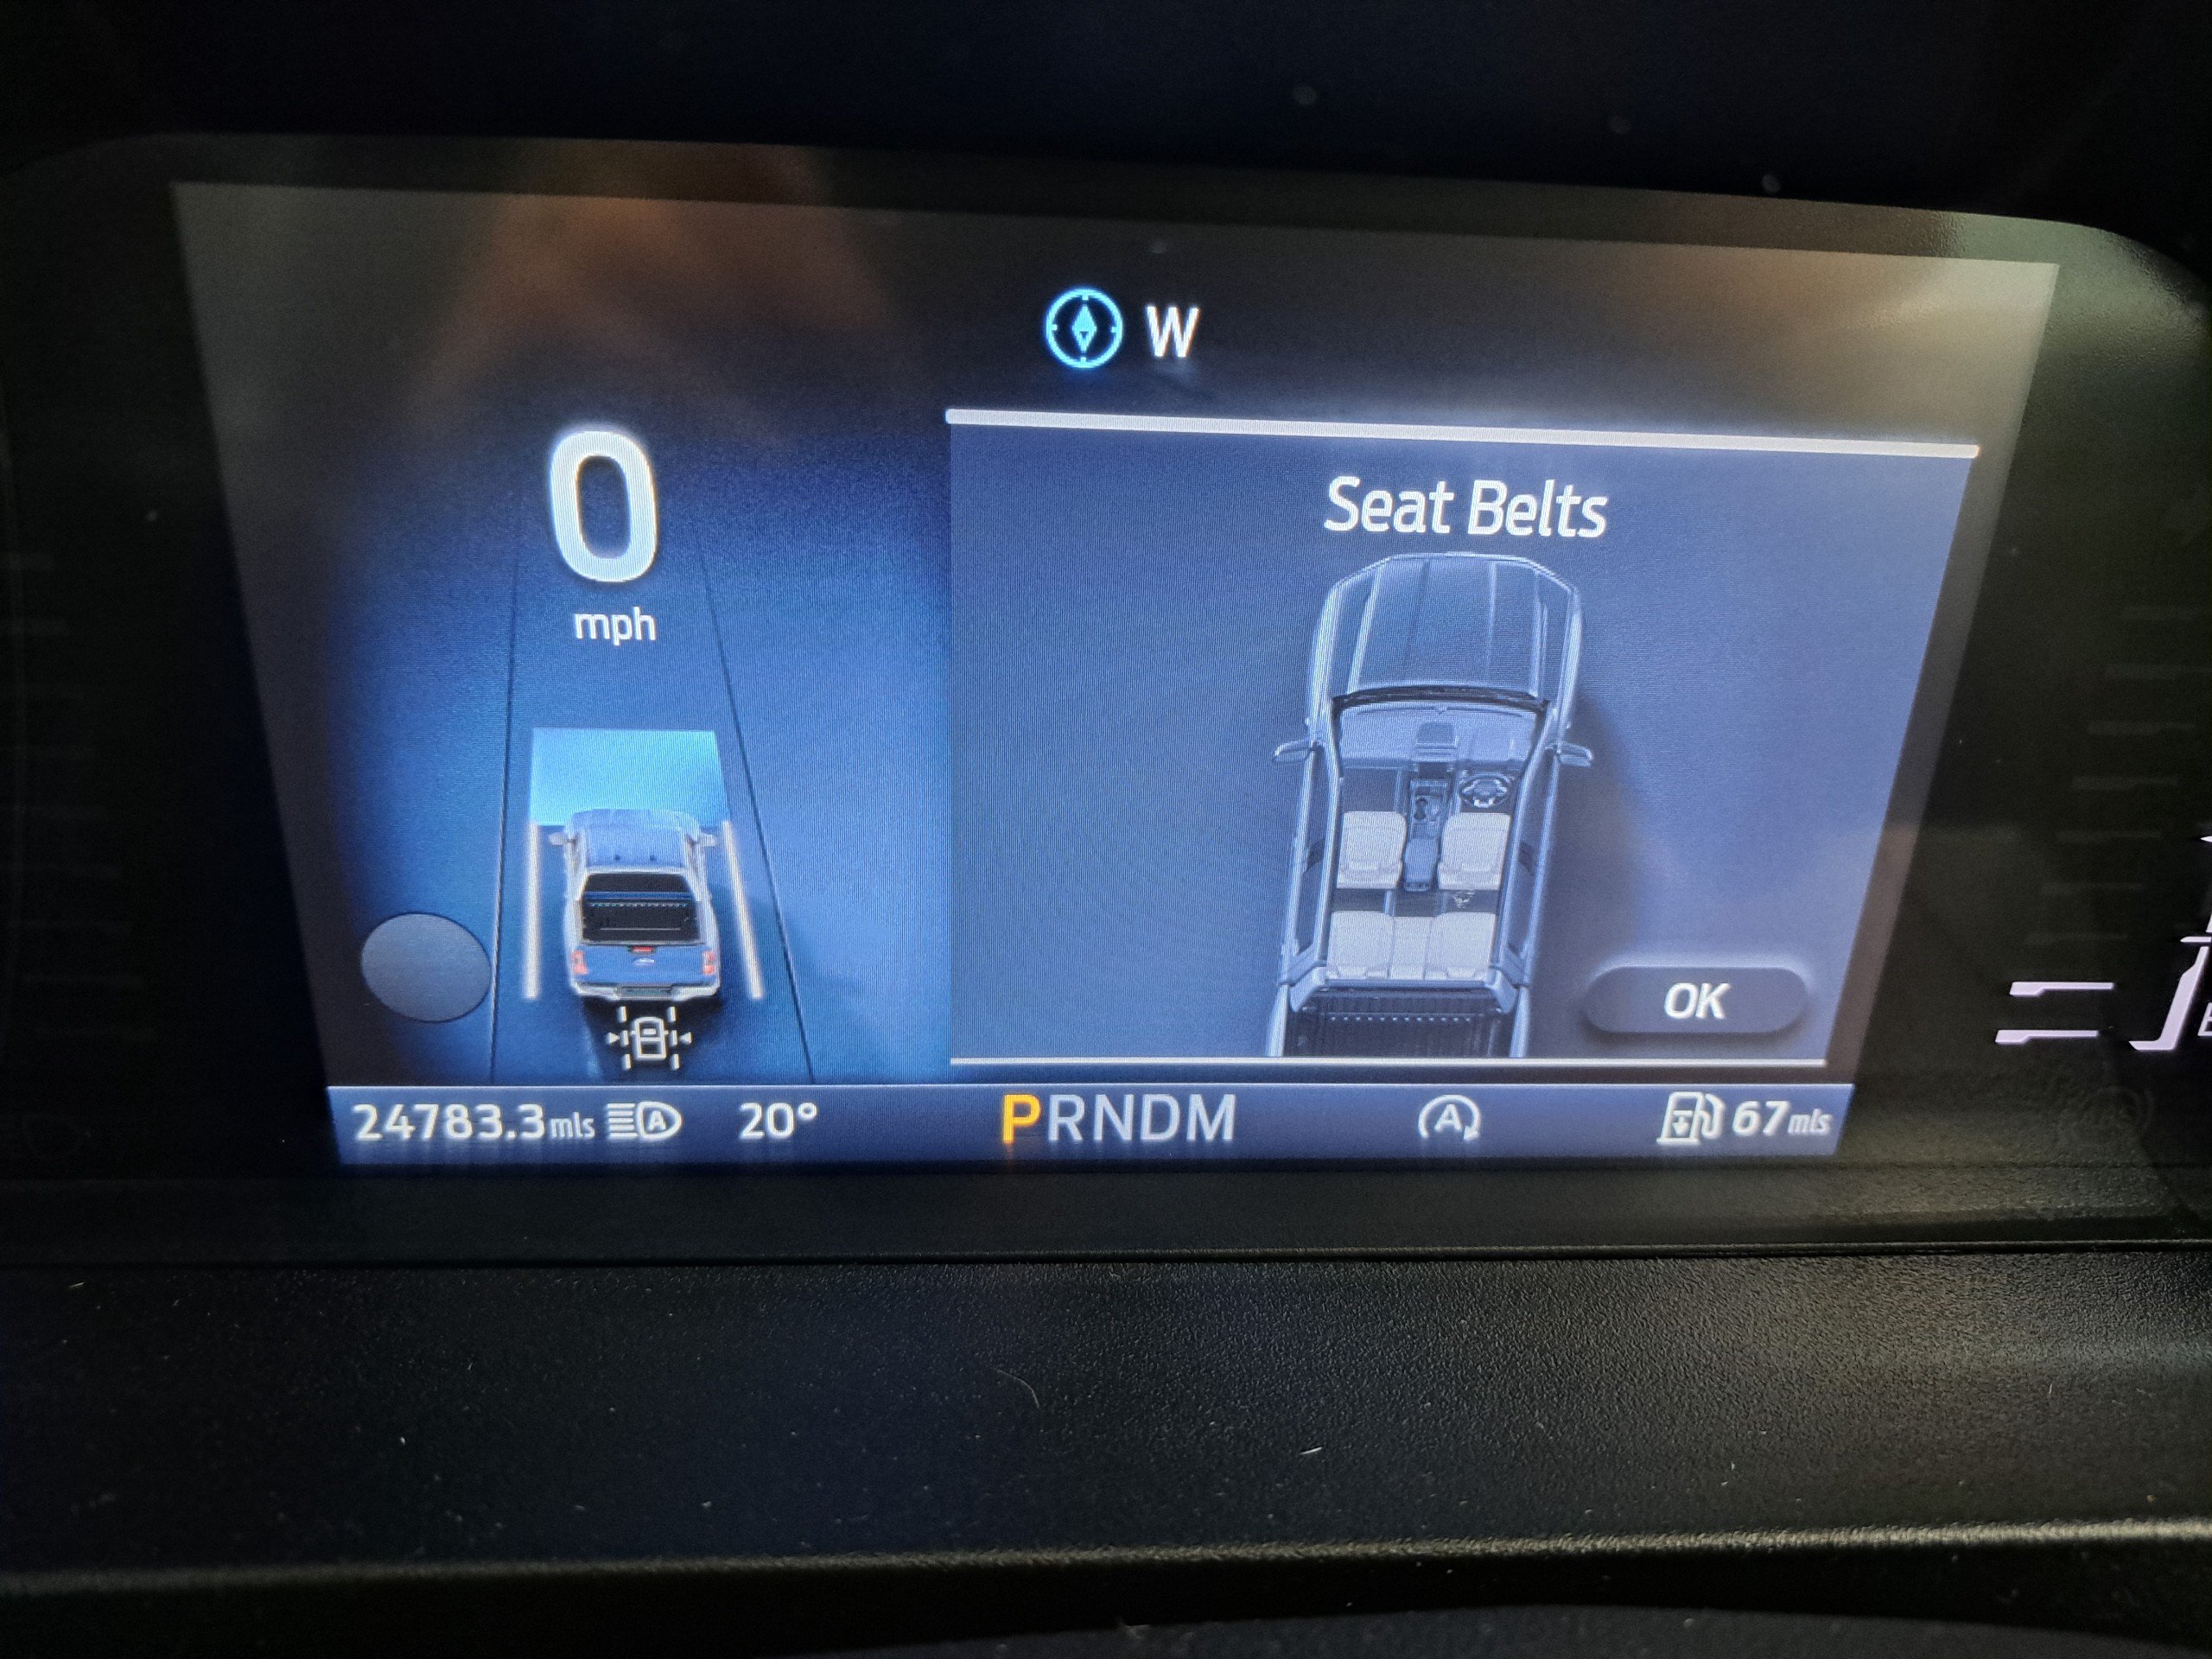 W
0
mph
Seat Belts
OK
24783.3mls A 20° PRNDM A 67mls